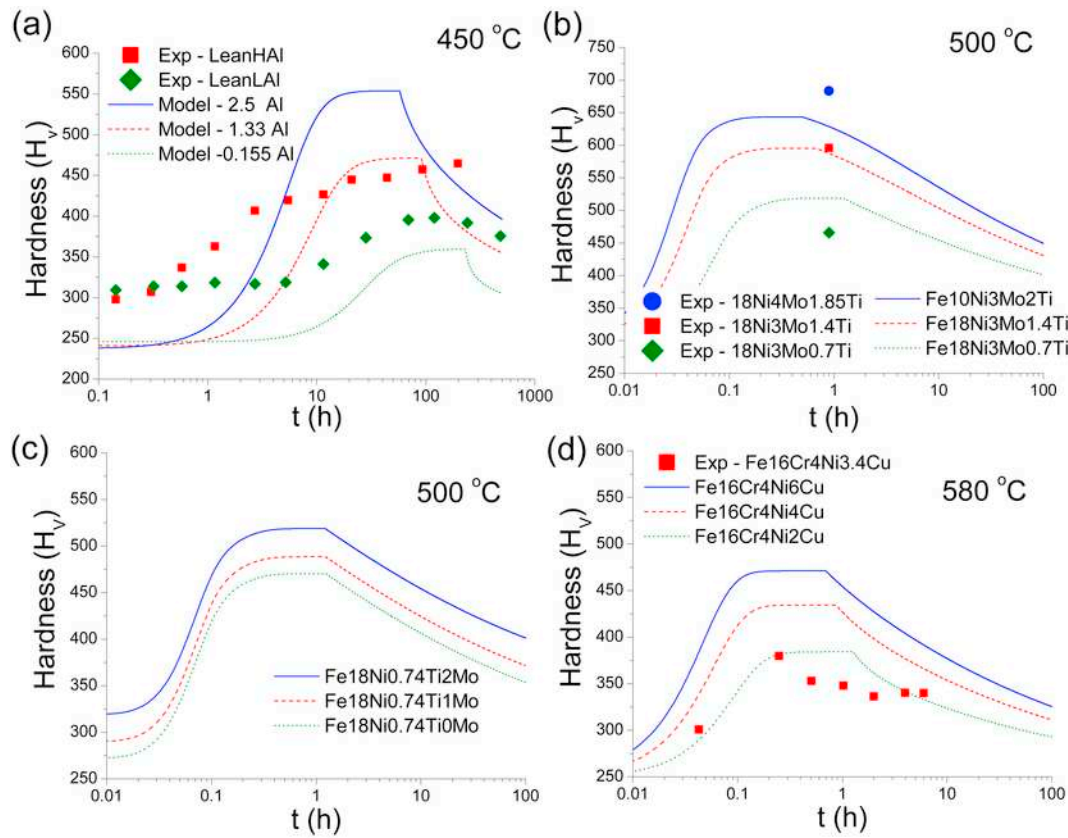 (a)
450 °C
Exp - LeanHAl
Exp - LeanLAl
Model - 2.5 Al
Model - 1.33 Al
Model -0.155 Al
600
550
500
450
400
350
300
250
200
Hardness (Hv)
0.1
1
10
100
1000
t (h)
(b)
500 °C
750
700
650
600
550
500
450
400
350
300
250
Hardness (Hv)
Exp - 18Ni4Mo1.85Ti
Exp - 18Ni3Mo1.4Ti
Exp - 18Ni3Mo0.7Ti
Fe10Ni3Mo2Ti
Fe18Ni3Mo1.4Ti
Fe18Ni3Mo0.7Ti
0.01
0.1
1
10
100
t (h)
(c)
500 °C
600
550
500
450
400
350
300
250
Hardness (HV)
Fe18Ni0.74Ti2Mo
Fe18Ni0.74Ti1Mo
Fe18Ni0.74Ti0Mo
0.01
0.1
1
10
100
t (h)
(d)
580 °C
Exp - Fe16Cr4Ni3.4Cu
Fe16Cr4Ni6Cu
Fe16Cr4Ni4Cu
Fe16Cr4Ni2Cu
600
550
500
450
400
350
300
250
Hardness (HV)
0.01
0.1
1
10
100
t (h)